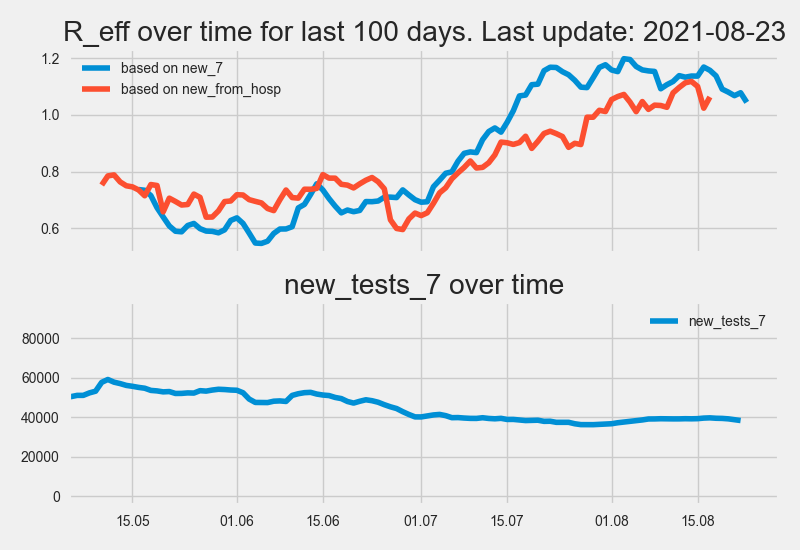 R_eff over time for last 100 days. Last update: 2021-08-23
1.2
1.0
0.8
0.6
based on new_7
based on new_from_hosp
new_tests_7 over time
80000
60000
40000
20000
0
new_tests_7
15.05 01.06 15.06 01.07 15.07 01.08 15.08